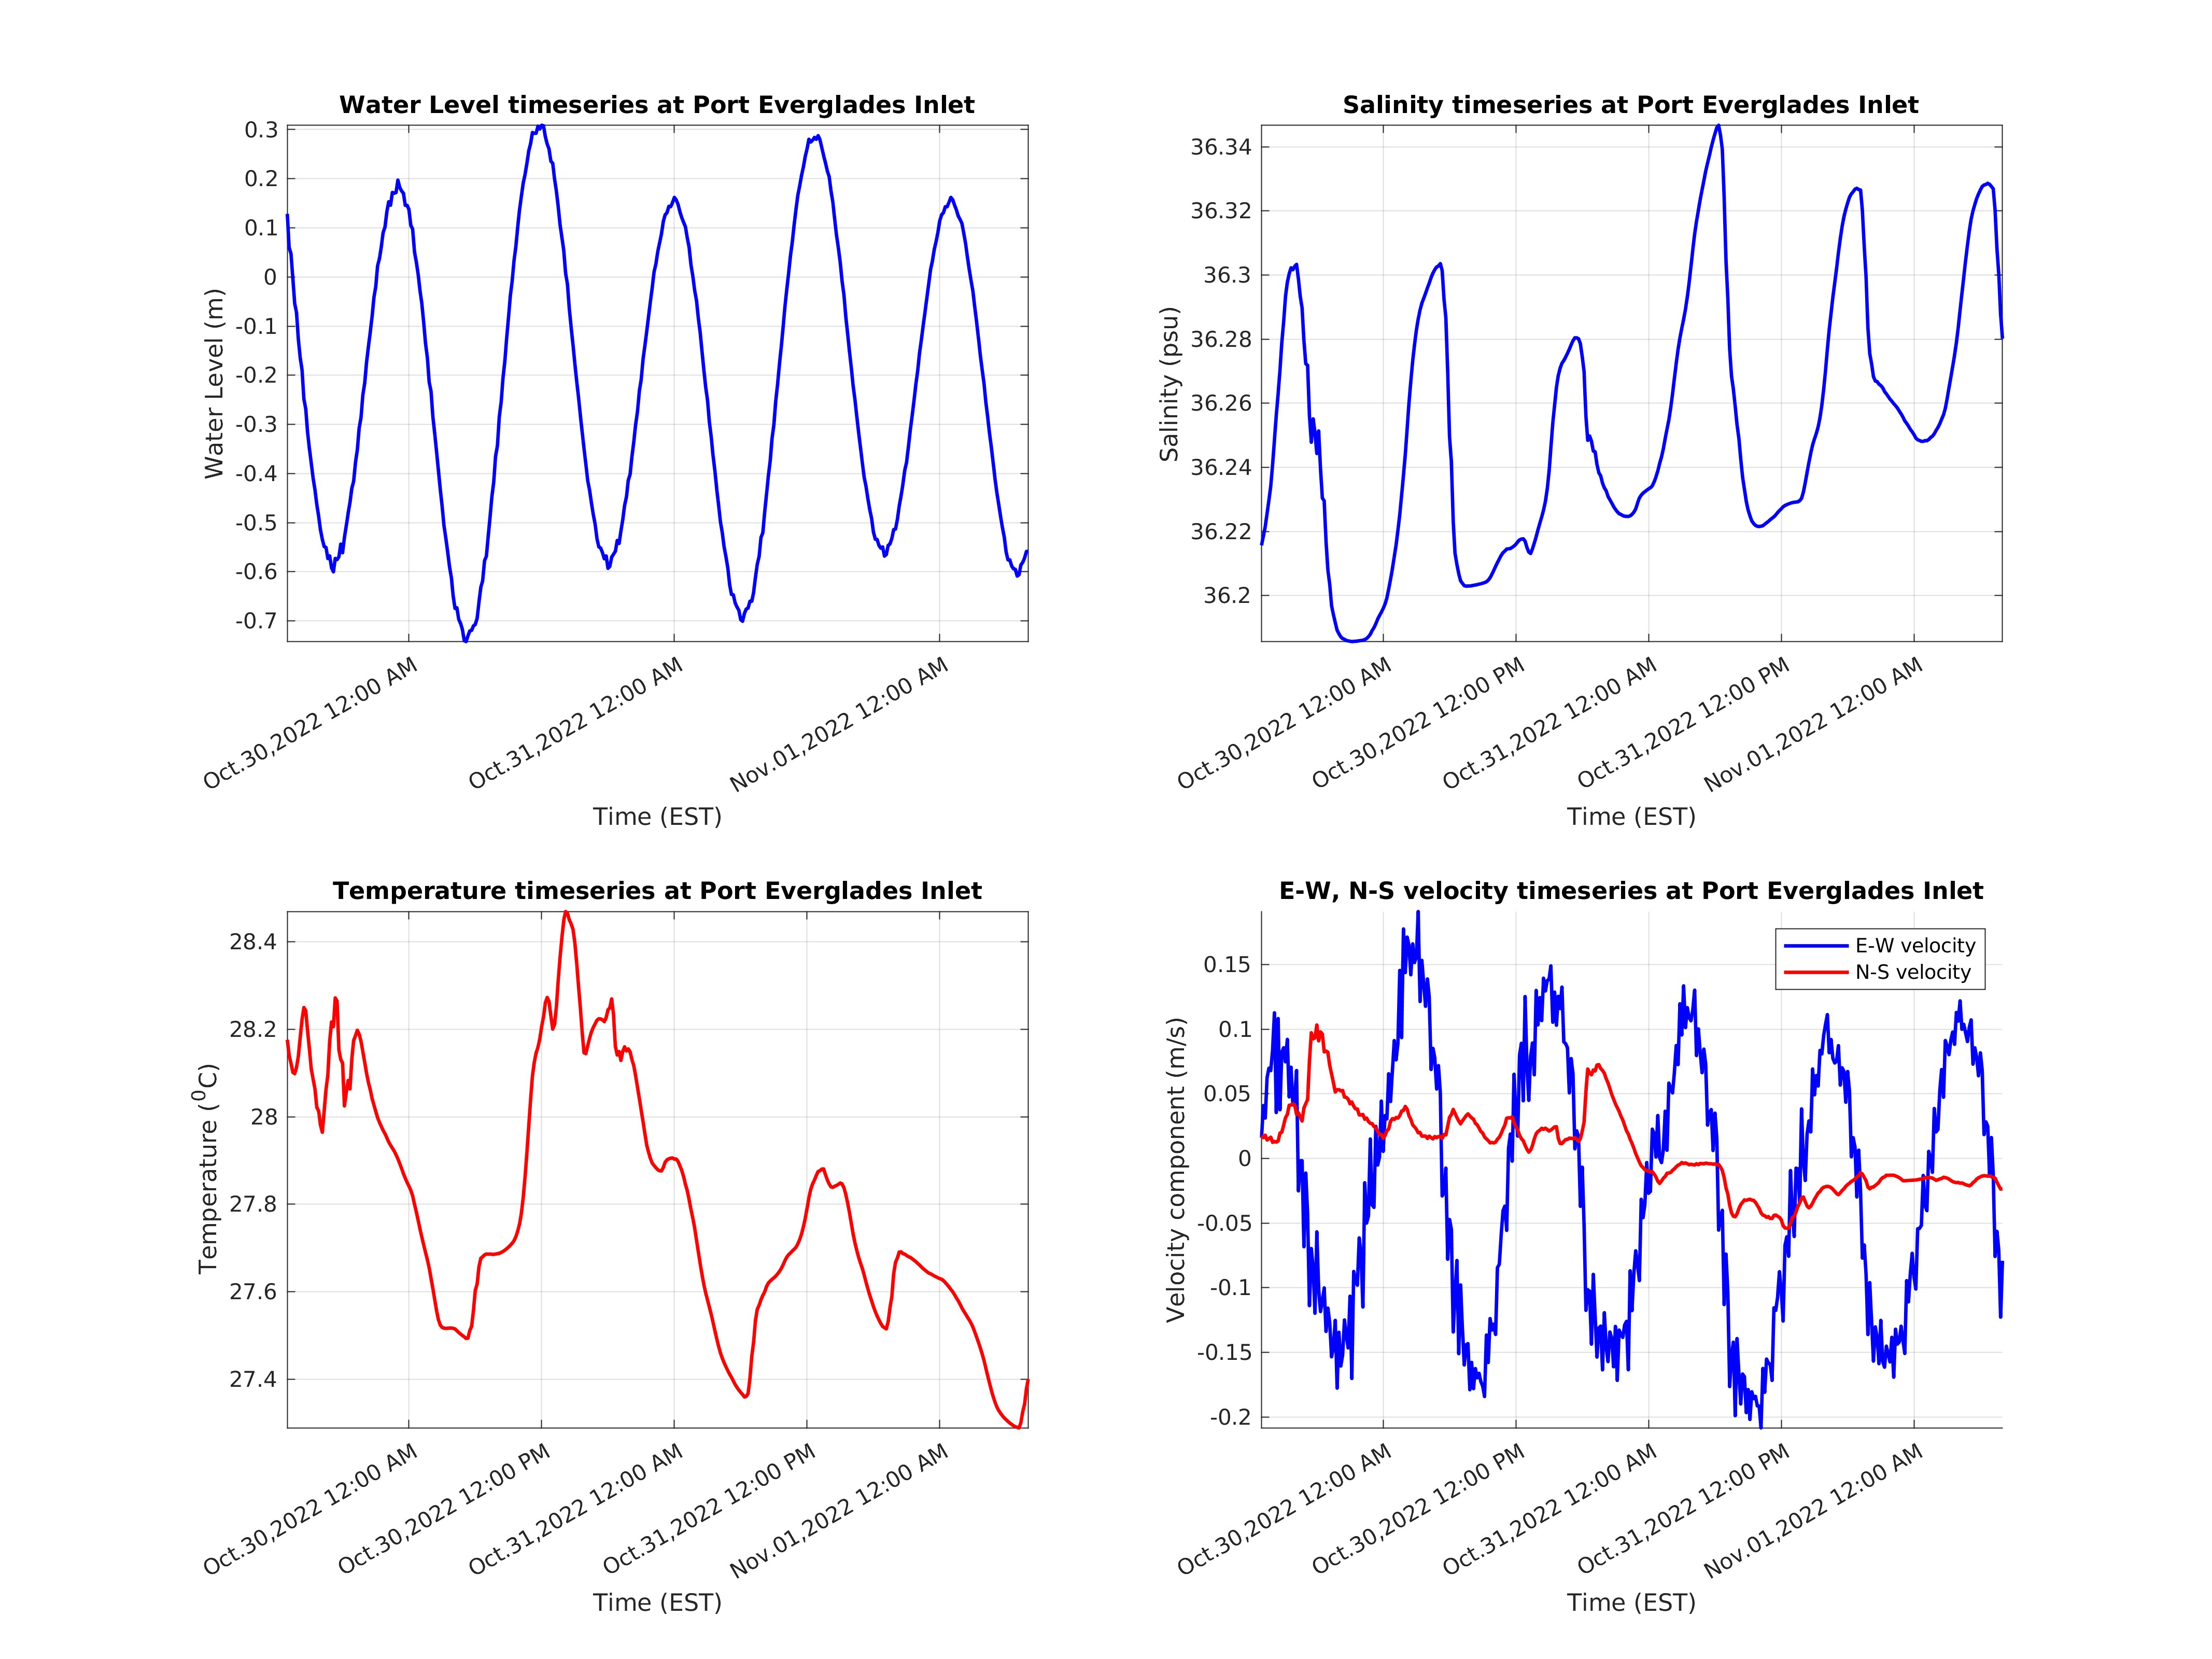 Water Level timeseries at Port Everglades Inlet
Water Level (m)
0.3
0.2
0.1
0
-0.1
-0.2
-0.3
-0.4
-0.5
-0.6
-0.7
Oct.30,2022 12:00 AM
Oct.31,2022 12:00 AM
Nov.01,2022 12:00 AM
Time (EST)
Salinity timeseries at Port Everglades Inlet
Salinity (psu)
36.34
36.32
36.3
36.28
36.26
36.24
36.22
36.2
Oct.30,2022 12:00 AM
Oct.30,2022 12:00 PM
Oct.31,2022 12:00 AM
Oct.31,2022 12:00 PM
Nov.01,2022 12:00 AM
Time (EST)
Temperature timeseries at Port Everglades Inlet
Temperature (⁰C)
28.4
28.2
28
27.8
27.6
27.4
Oct.30,2022 12:00 AM
Oct.30,2022 12:00 PM
Oct.31,2022 12:00 AM
Oct.31,2022 12:00 PM
Nov.01,2022 12:00 AM
Time (EST)
E-W, N-S velocity timeseries at Port Everglades Inlet
E-W velocity
N-S velocity
Velocity component (m/s)
0.15
0.1
0.05
0
-0.05
-0.1
-0.15
-0.2
Oct.30,2022 12:00 AM
Oct.30,2022 12:00 PM
Oct.31,2022 12:00 AM
Oct.31,2022 12:00 PM
Nov.01,2022 12:00 AM
Time (EST)